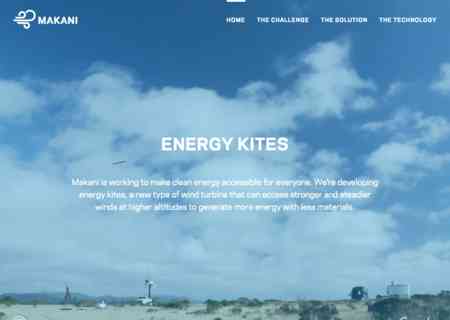 MAKANI
HOME THE CHALLENGE THE SOLUTION THE TECHNOLOGY
ENERGY KITES
Makani is working to make clean energy accessible for everyone. We're developing
energy kites, a new type of wind turbine that can access stronger and steadier
winds at higher altitudes to generate more energy with less materials.